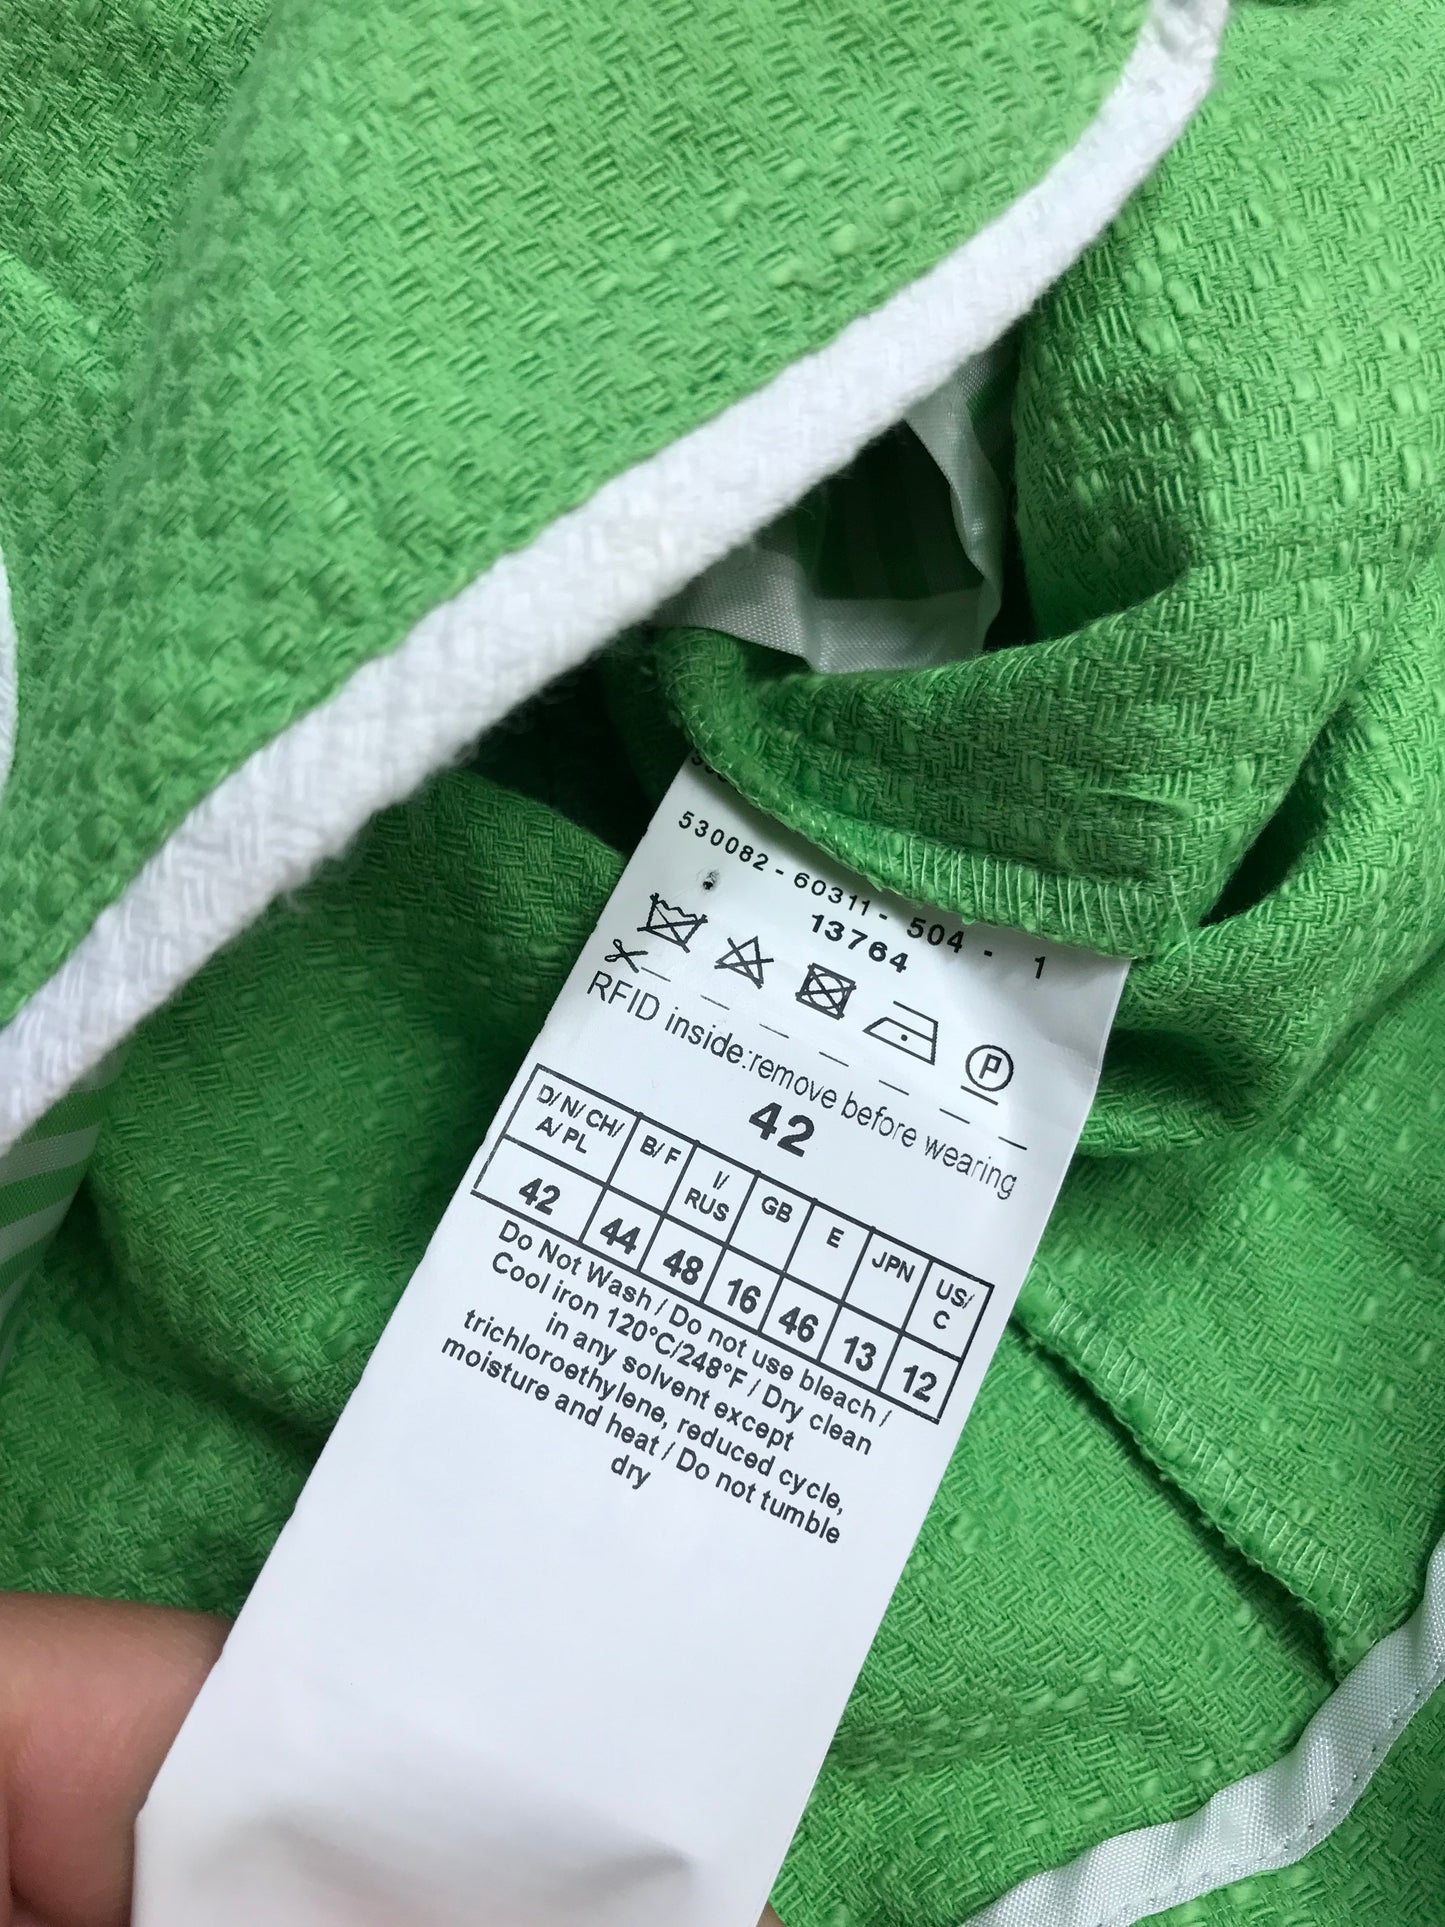 530082-60311-504-1
13764
RFID inside:remove before wearing
42
D/ N/ CH/ A/ PL B/ F I/ RUS GB E JPN US/ C
42 44 48 16 46 13 12
Do Not Wash / Do not use bleach /
Cool iron 120°C/248°F / Dry clean
in any solvent except
trichloroethylene, reduced cycle,
moisture and heat / Do not tumble
dry